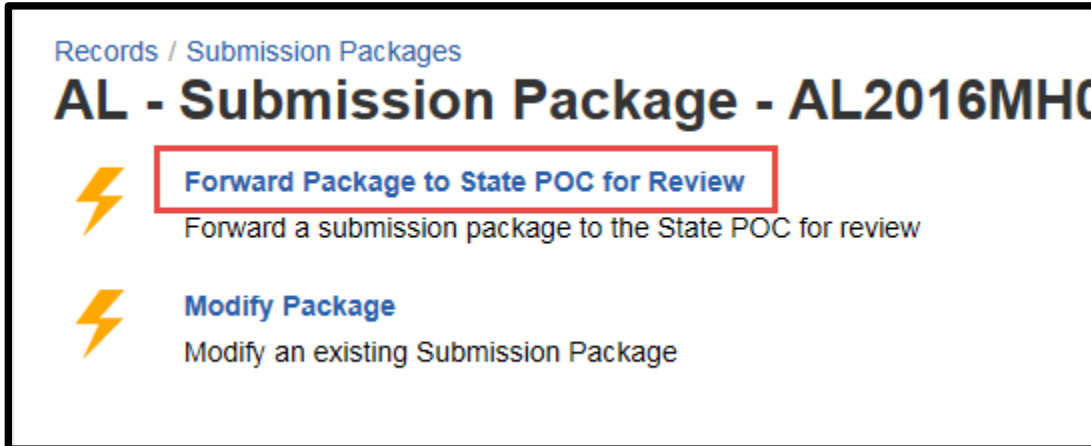 Records / Submission Packages
AL - Submission Package - AL2016MH0
Forward Package to State POC for Review
Forward a submission package to the State POC for review
Modify Package
Modify an existing Submission Package